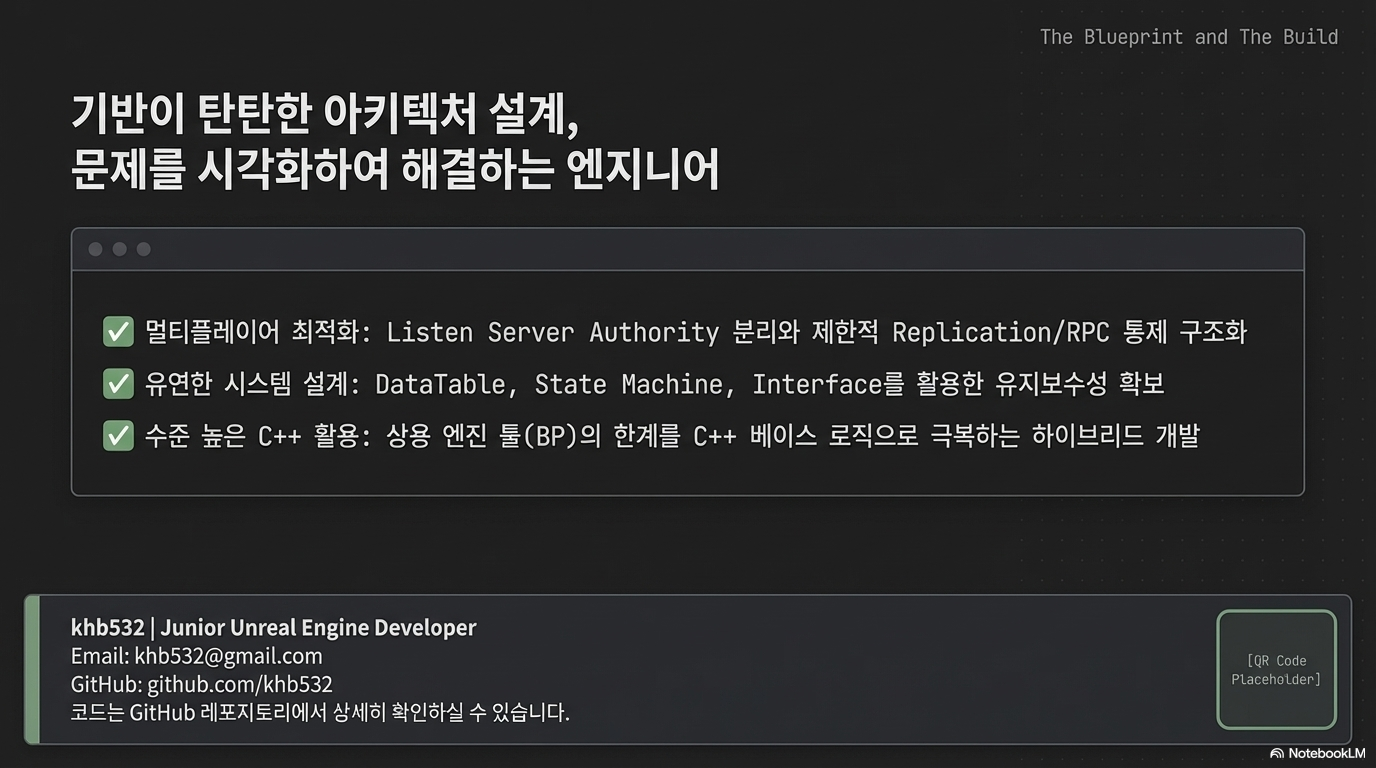 The Blueprint and The Build
기반이 탄탄한 아키텍처 설계,
문제를 시각화하여 해결하는 엔지니어
✅ 멀티플레이어 최적화: Listen Server Authority 분리와 제한적 Replication/RPC 통제 구조화
✅ 유연한 시스템 설계: DataTable, State Machine, Interface를 활용한 유지보수성 확보
✅ 수준 높은 C++ 활용: 상용 엔진 툴(BP)의 한계를 C++ 베이스 로직으로 극복하는 하이브리드 개발
khb532 | Junior Unreal Engine Developer
Email: khb532@gmail.com
GitHub: github.com/khb532
코드는 GitHub 레포지토리에서 상세히 확인하실 수 있습니다.
[QR Code
Placeholder]
NotebookLM